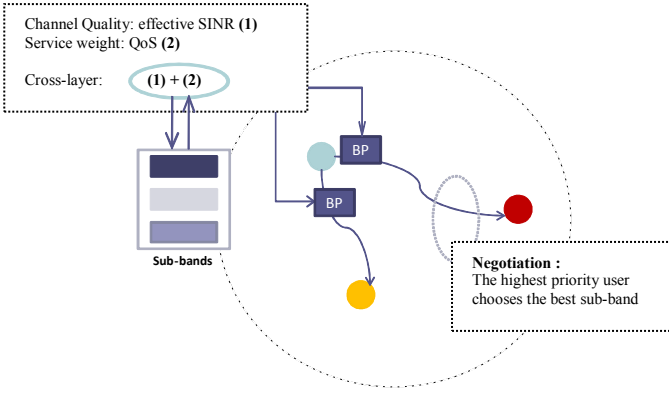 Channel Quality: effective SINR (1)
Service weight: QoS (2)
Cross-layer: (1) + (2)
BP
BP
Sub-bands
Negotiation :
The highest priority user
chooses the best sub-band